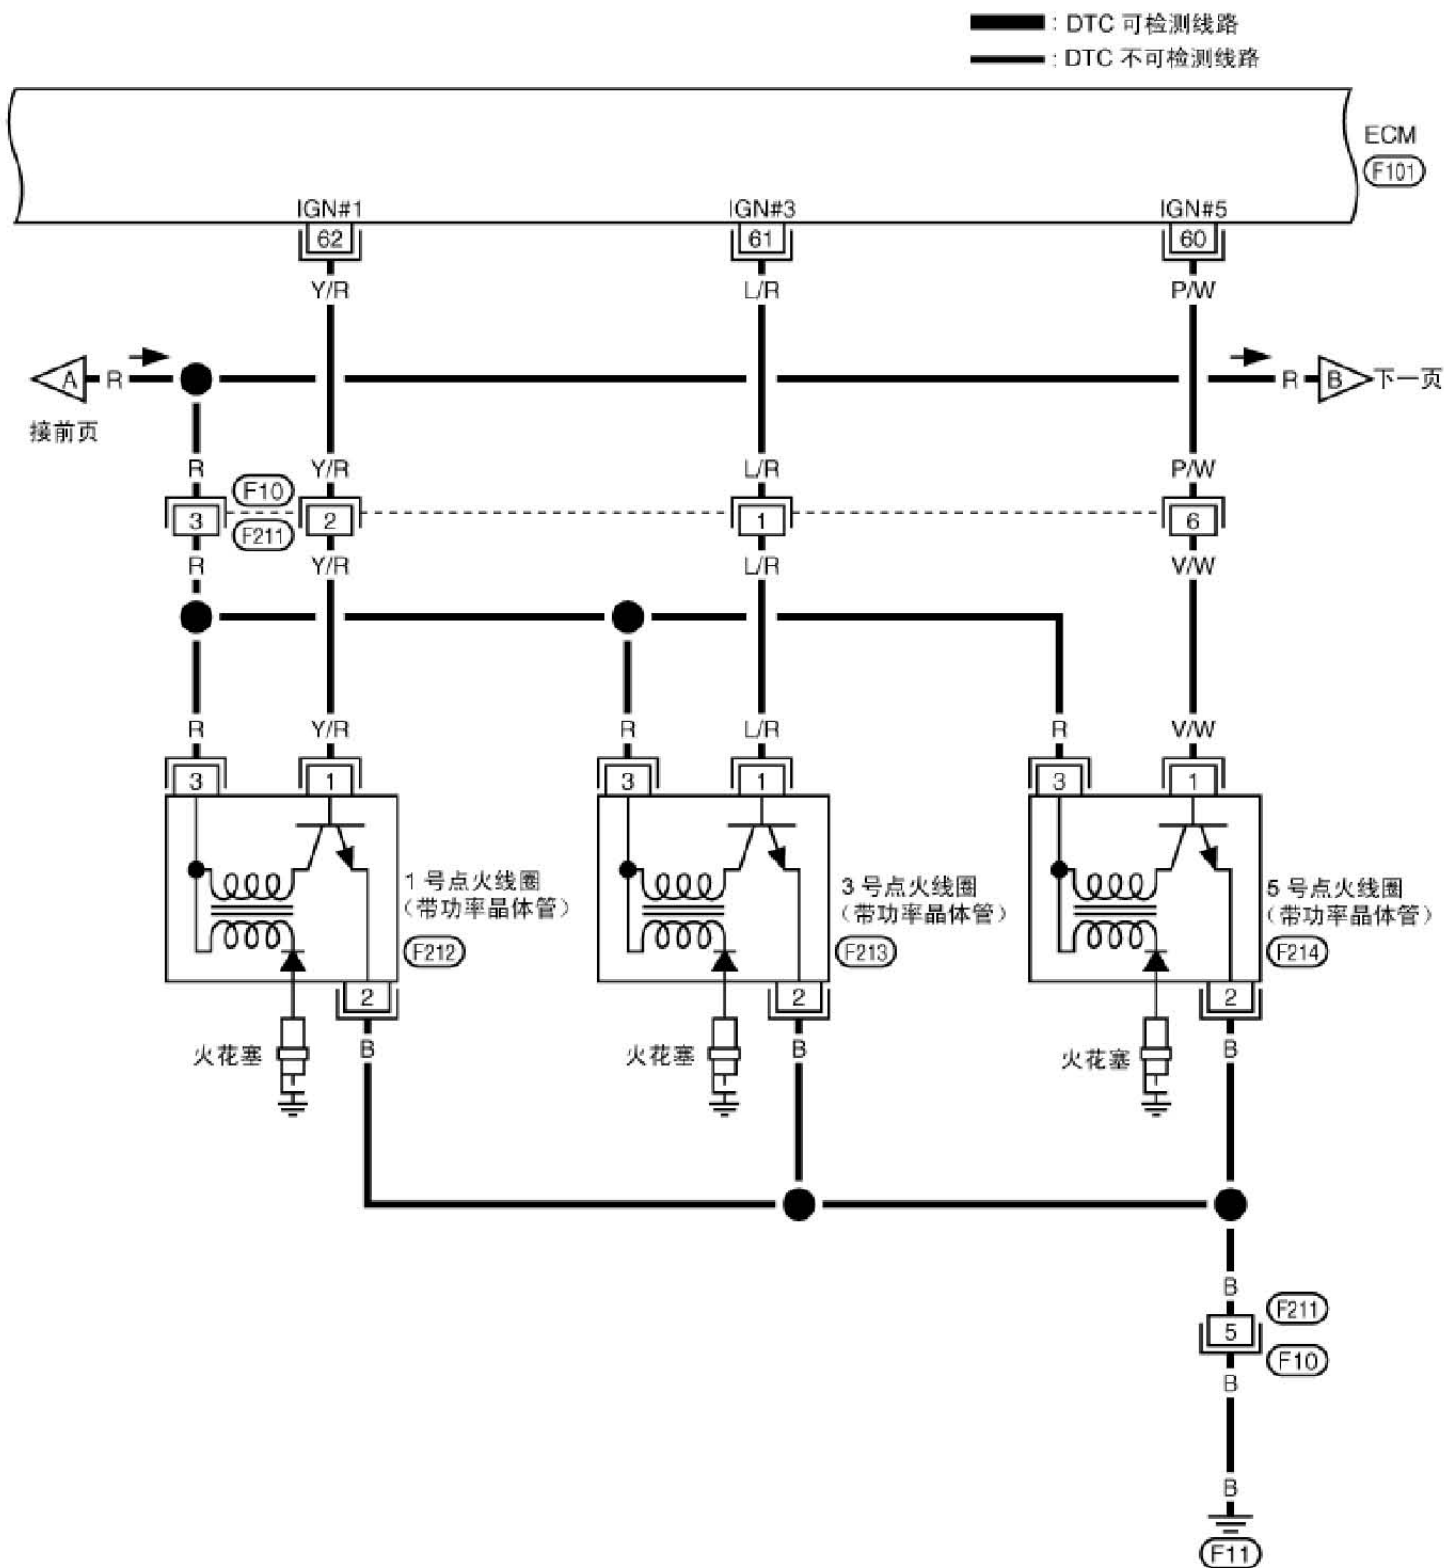 : DTC 可检测线路
: DTC 不可检测线路
ECM
F101
IGN#1 IGN#3 IGN#5
62 61 60
Y/R L/R P/W
A R R B 下一页
接前页
R Y/R L/R P/W
F10
3 2 1 6
F211
R Y/R L/R V/W
R Y/R R L/R R V/W
3 1 3 1 3 1
1 号点火线圈
（带功率晶体管）
F212
3 号点火线圈
（带功率晶体管）
F213
5 号点火线圈
（带功率晶体管）
F214
2 2 2
火花塞 B 火花塞 B 火花塞 B
B
F211
5
F10
B
B
F11